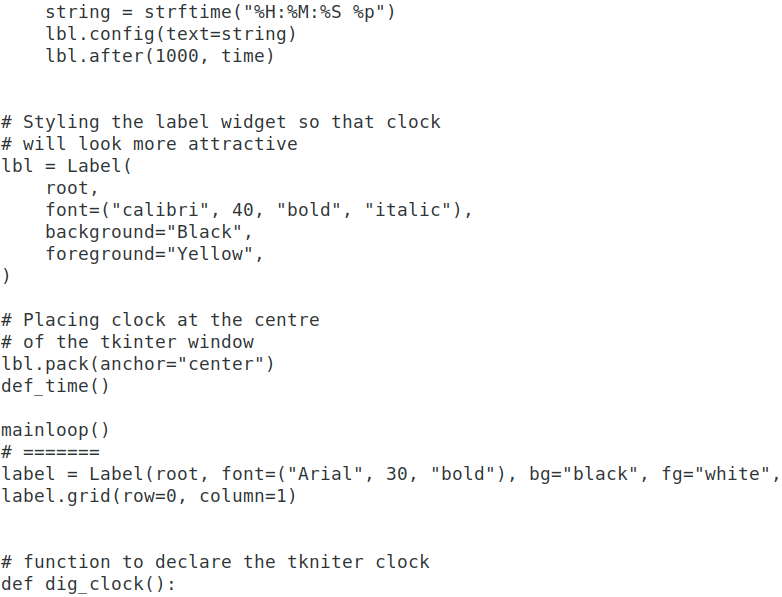 string = strftime("%H:%M:%S %p")
    lbl.config(text=string)
    lbl.after(1000, time)
# Styling the label widget so that clock
# will look more attractive
lbl = Label(
    root,
    font=("calibri", 40, "bold", "italic"),
    background="Black",
    foreground="Yellow",
)
# Placing clock at the centre
# of the tkinter window
lbl.pack(anchor="center")
def_time()
mainloop()
# =======
label = Label(root, font=("Arial", 30, "bold"), bg="black", fg="white",
label.grid(row=0, column=1)
# function to declare the tkniter clock
def dig_clock():